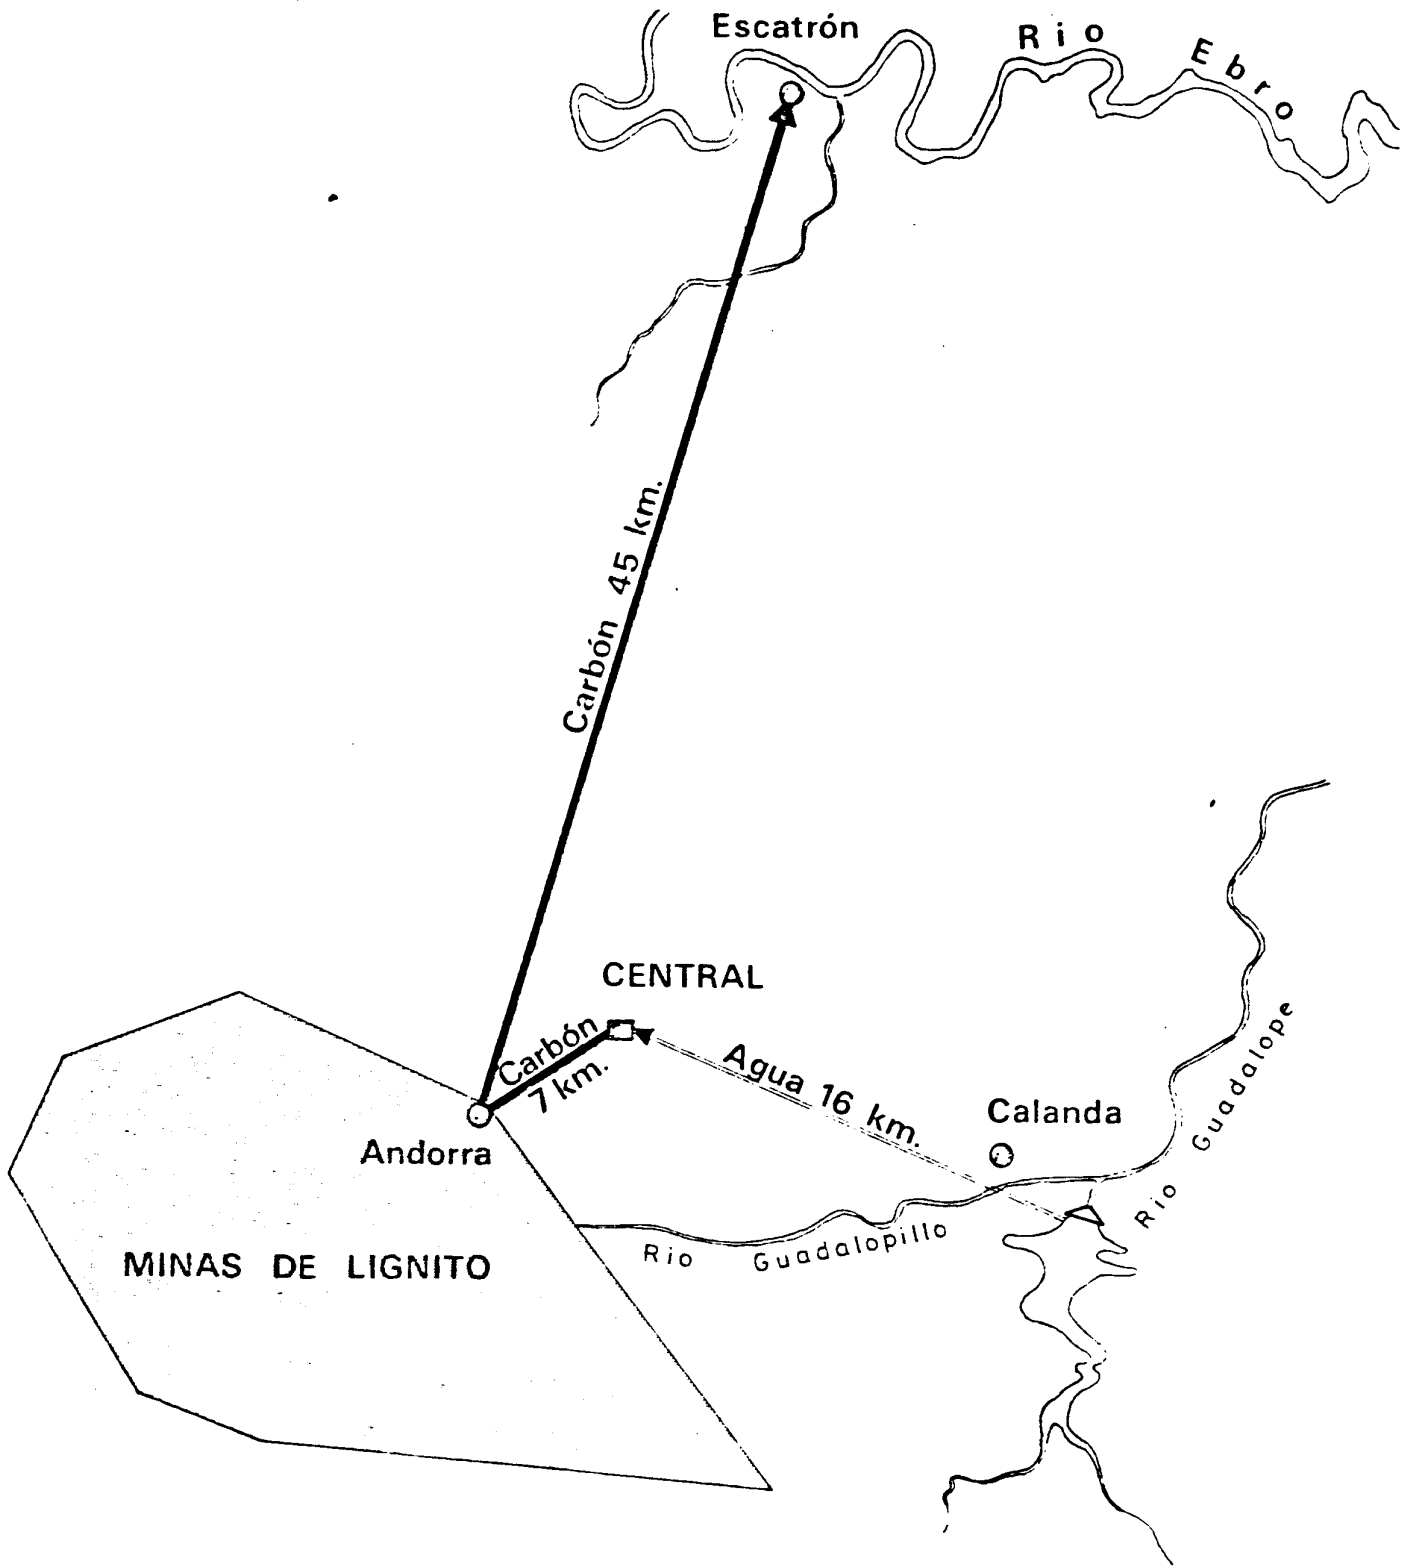 Escatrón
Rio Ebro
Carbón 45 km.
CENTRAL
Carbón
7 km.
Agua 16 km.
Calanda
Rio Guadalope
Andorra
Rio Guadalopillo
MINAS DE LIGNITO